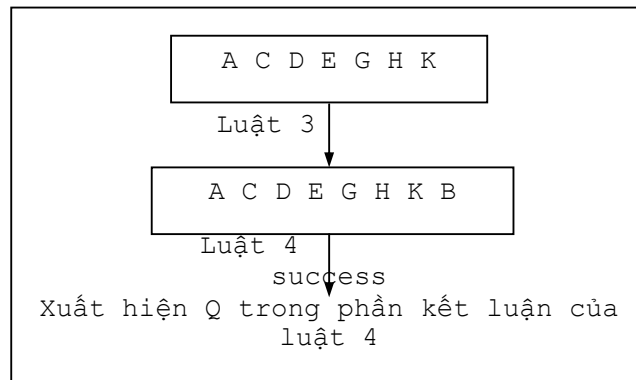 A C D E G H K
Luật 3
A C D E G H K B
Luật 4
success
Xuất hiện Q trong phần kết luận của
luật 4